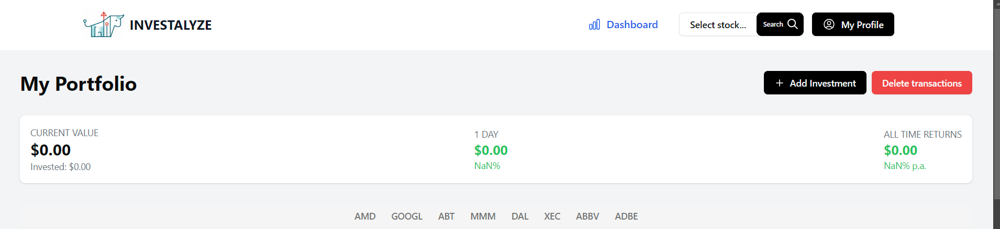 INVESTALYZE
Dashboard
Select stock...
Search
My Profile
My Portfolio
+ Add Investment
Delete transactions
CURRENT VALUE
$0.00
Invested: $0.00
1 DAY
$0.00
NaN%
ALL TIME RETURNS
$0.00
NaN% p.a.
AMD GOOGL ABT MMM DAL XEC ABBV ADBE